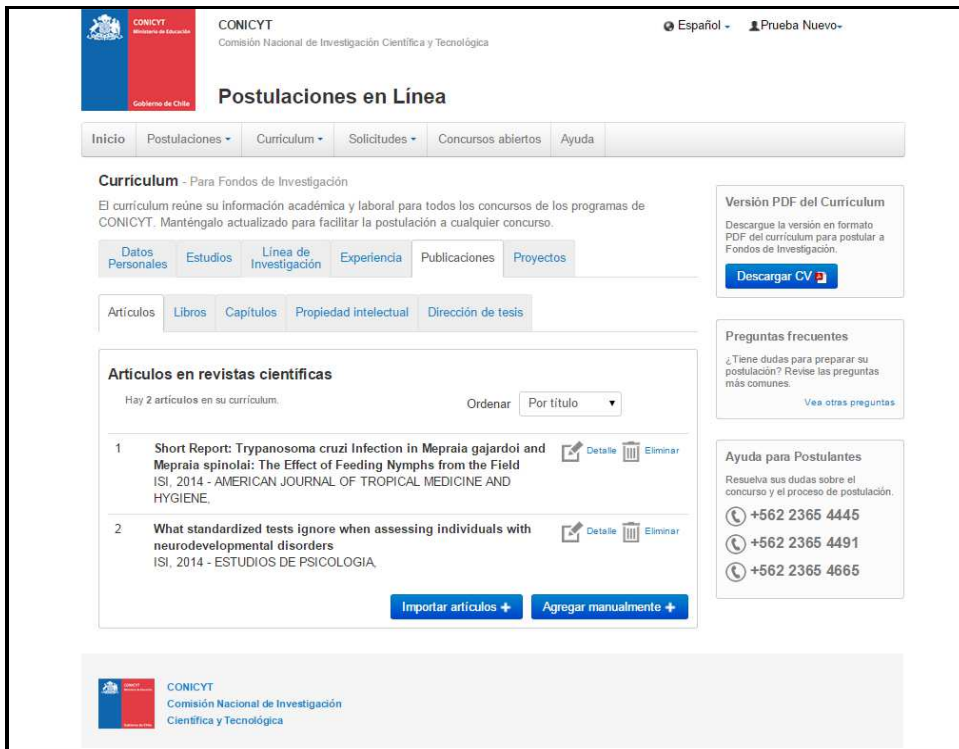 CONICYT
Ministerio de Educación
Gobierno de Chile
CONICYT
Comisión Nacional de Investigación Científica y Tecnológica
Español
Prueba Nuevo
Postulaciones en Línea
Inicio Postulaciones Curriculum Solicitudes Concursos abiertos Ayuda
Currículum - Para Fondos de Investigación
El currículum reúne su información académica y laboral para todos los concursos de los programas de
CONICYT. Manténgalo actualizado para facilitar la postulación a cualquier concurso.
Datos Personales Estudios Línea de Investigación Experiencia Publicaciones Proyectos
Artículos Libros Capítulos Propiedad intelectual Dirección de tesis
Artículos en revistas científicas
Hay 2 artículos en su currículum.
Ordenar Por título
1 Short Report: Trypanosoma cruzi Infection in Mepraia gajardoi and
Mepraia spinolai: The Effect of Feeding Nymphs from the Field
ISI, 2014 - AMERICAN JOURNAL OF TROPICAL MEDICINE AND
HYGIENE,
Detalle Eliminar
2 What standardized tests ignore when assessing individuals with
neurodevelopmental disorders
ISI, 2014 - ESTUDIOS DE PSICOLOGIA,
Detalle Eliminar
Importar artículos + Agregar manualmente +
Versión PDF del Currículum
Descargue la versión en formato
PDF del currículum para postular a
Fondos de Investigación.
Descargar CV
Preguntas frecuentes
¿Tiene dudas para preparar su
postulación? Revise las preguntas
más comunes.
Vea otras preguntas
Ayuda para Postulantes
Resuelva sus dudas sobre el
concurso y el proceso de postulación.
+562 2365 4445
+562 2365 4491
+562 2365 4665
CONICYT
Comisión Nacional de Investigación
Científica y Tecnológica